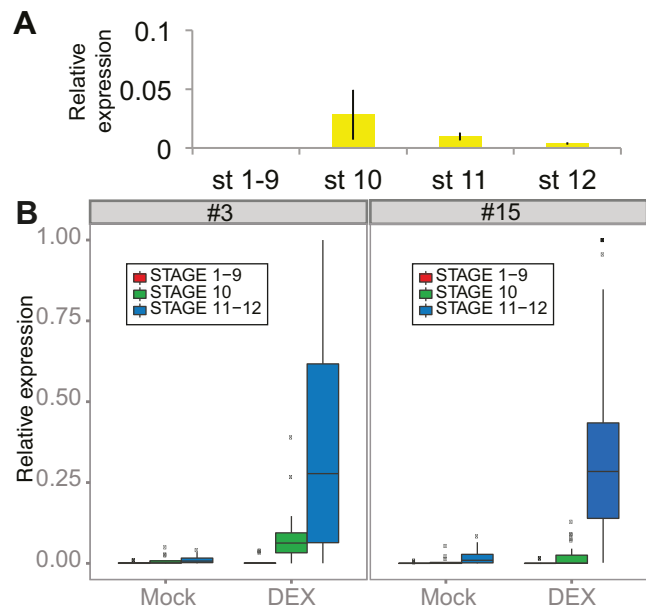 A
Relative expression
0.1
0.05
0
st 1-9
st 10
st 11
st 12
B
#3
#15
Relative expression
1.00
0.75
0.50
0.25
0.00
STAGE 1−9
STAGE 10
STAGE 11−12
STAGE 1−9
STAGE 10
STAGE 11−12
Mock
DEX
Mock
DEX